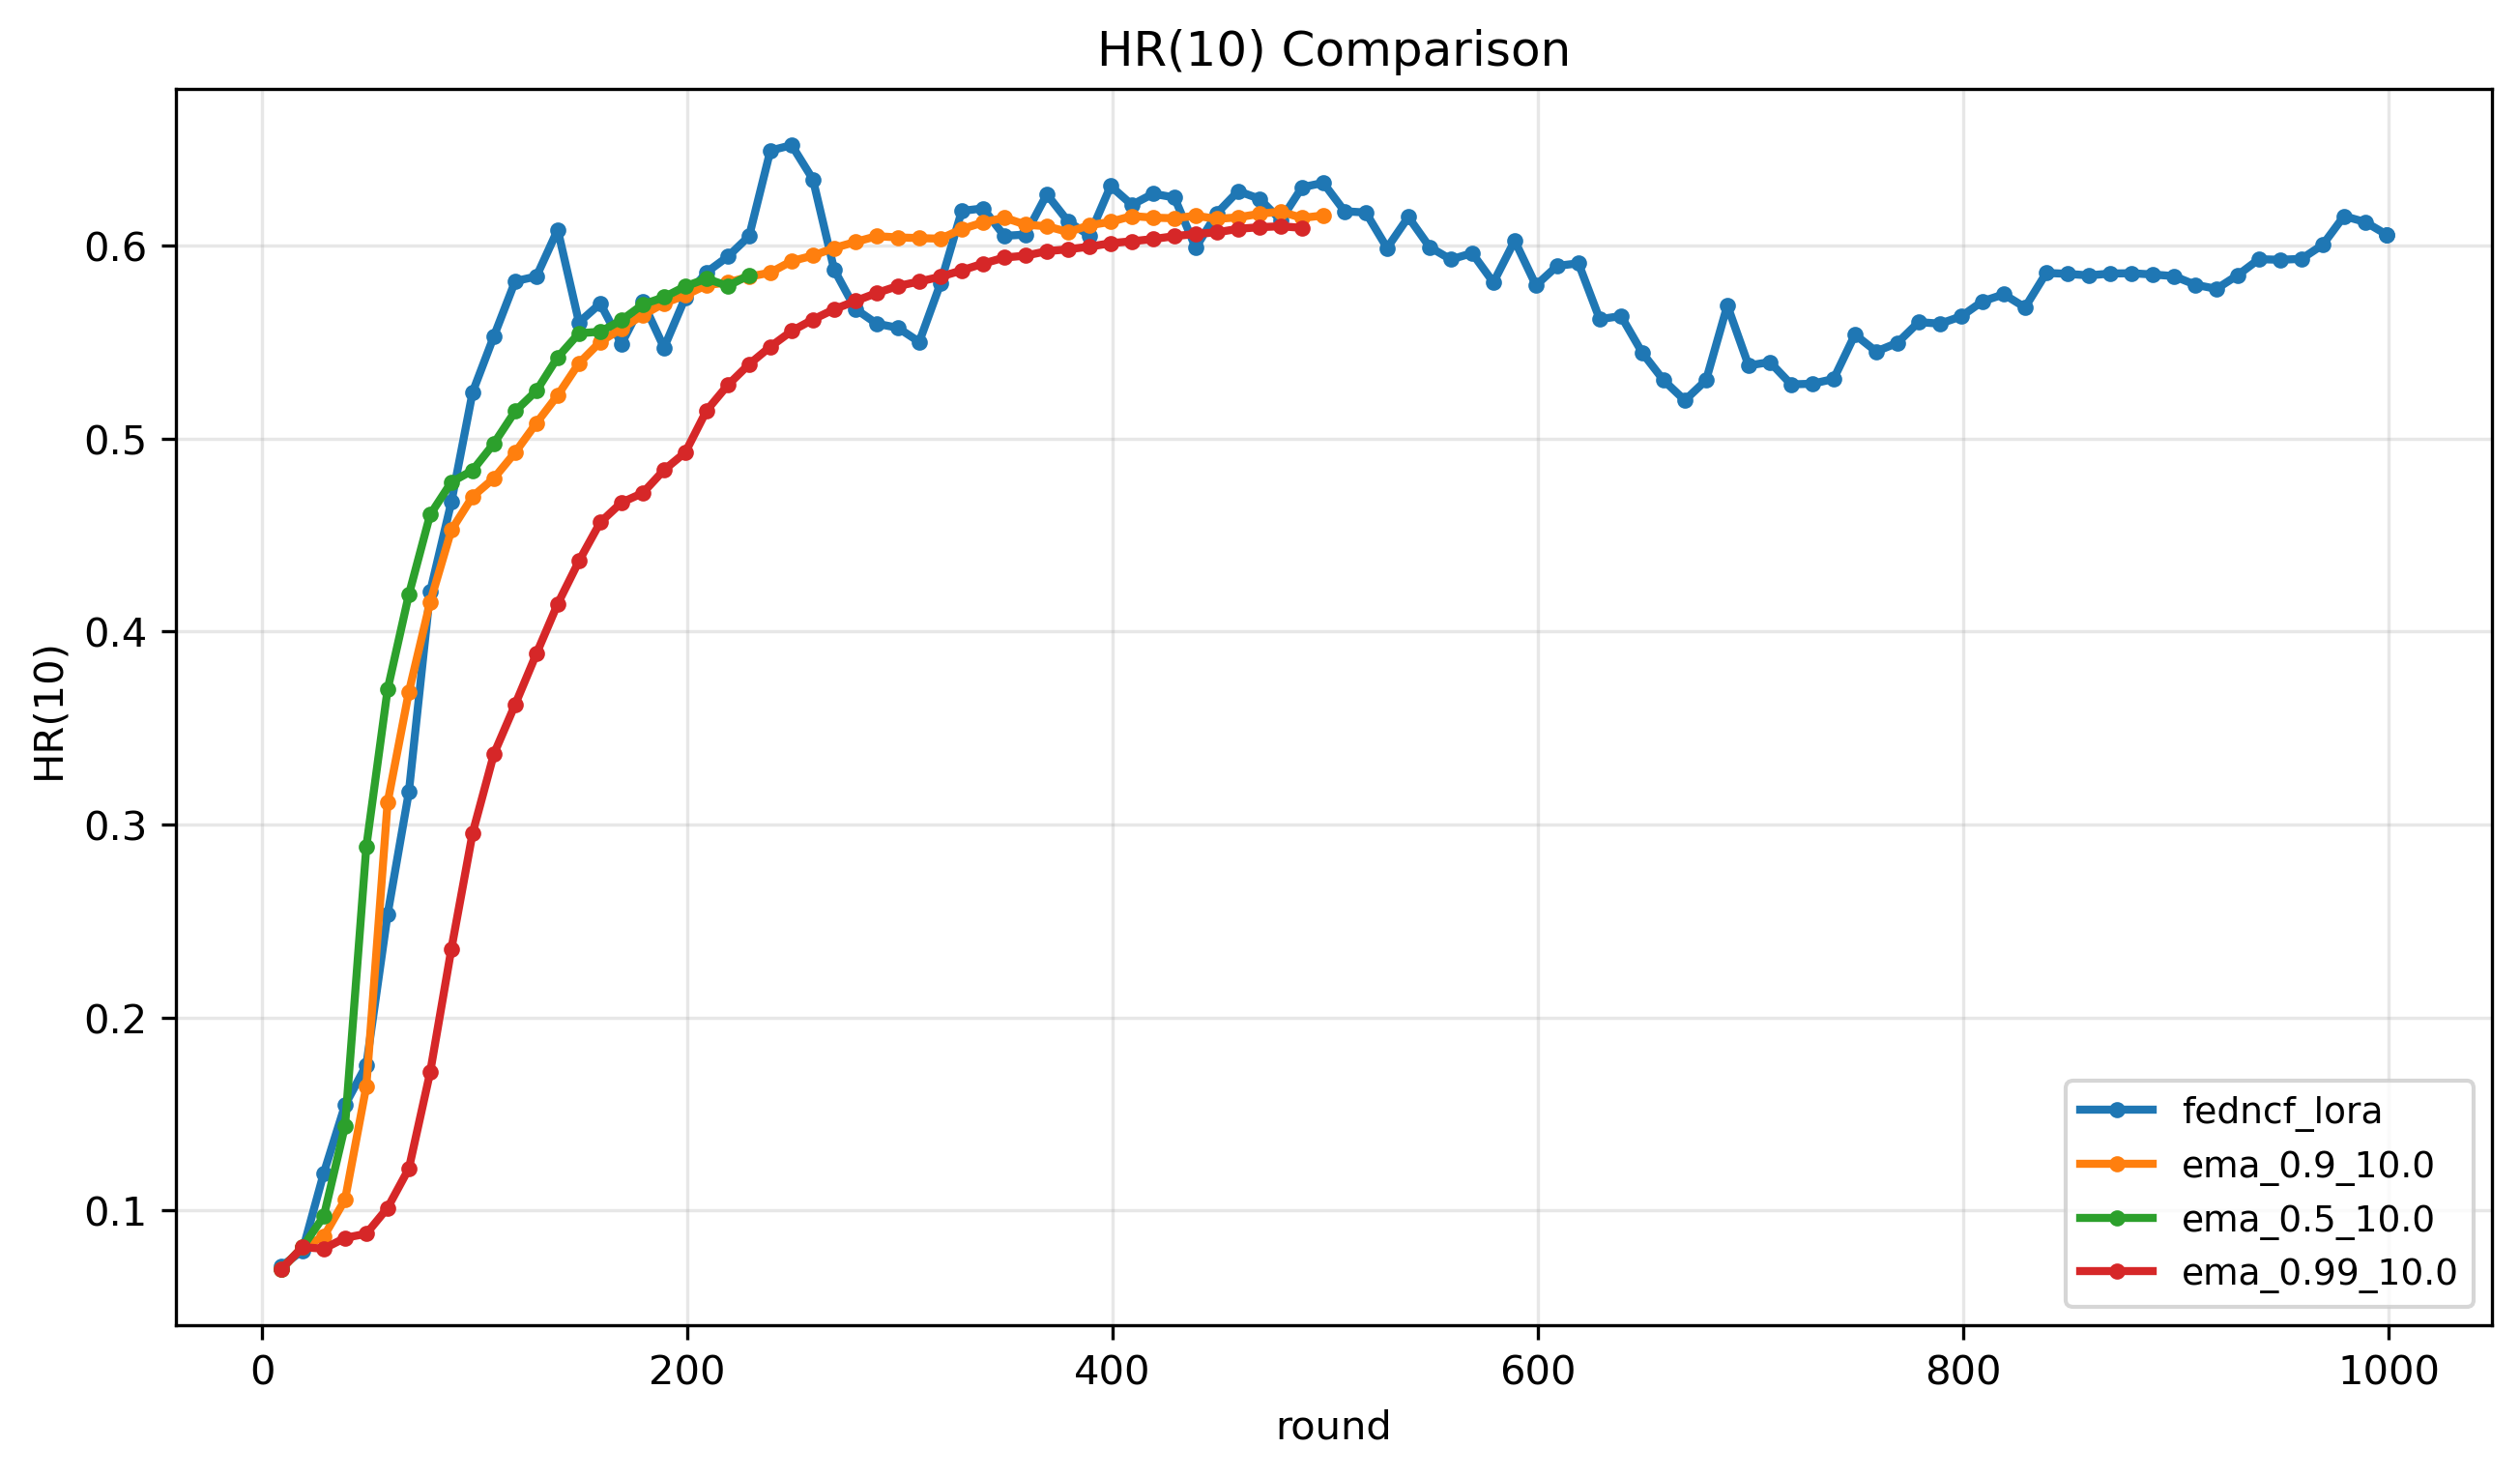 HR(10) Comparison
HR(10)
0.6
0.5
0.4
0.3
0.2
0.1
fedncf_lora
ema_0.9_10.0
ema_0.5_10.0
ema_0.99_10.0
0 200 400 600 800 1000
round